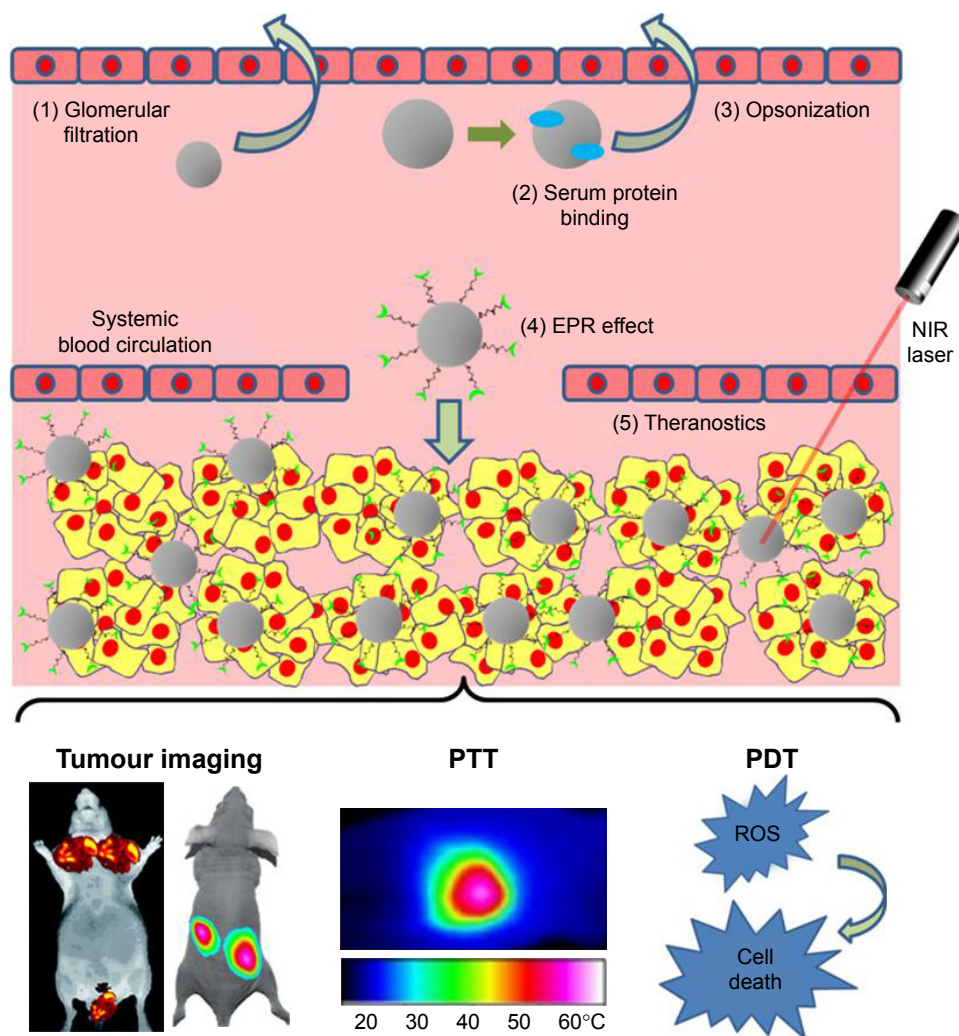 (1) Glomerular
filtration
(3) Opsonization
(2) Serum protein
binding
Systemic
blood circulation
(4) EPR effect
NIR
laser
(5) Theranostics
Tumour imaging
PTT
PDT
ROS
Cell
death
20 30 40 50 60°C